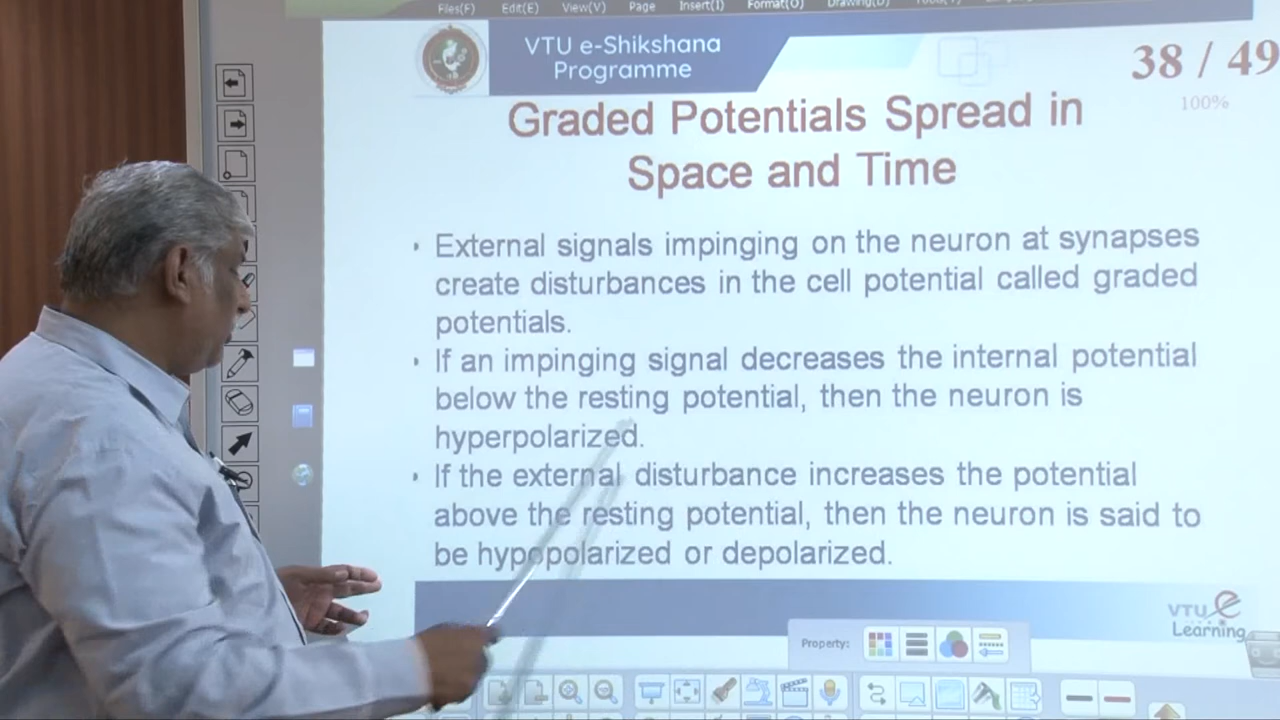 Files(F) Edit(E) View(V) Page Insert(I) Format(O) Drawing(D)
VTU e-Shikshana
Programme
38 / 49
100%
Graded Potentials Spread in
Space and Time
• External signals impinging on the neuron at synapses
create disturbances in the cell potential called graded
potentials.
• If an impinging signal decreases the internal potential
below the resting potential, then the neuron is
hyperpolarized.
• If the external disturbance increases the potential
above the resting potential, then the neuron is said to
be hypopolarized or depolarized.
VTU e
Learning
Property: